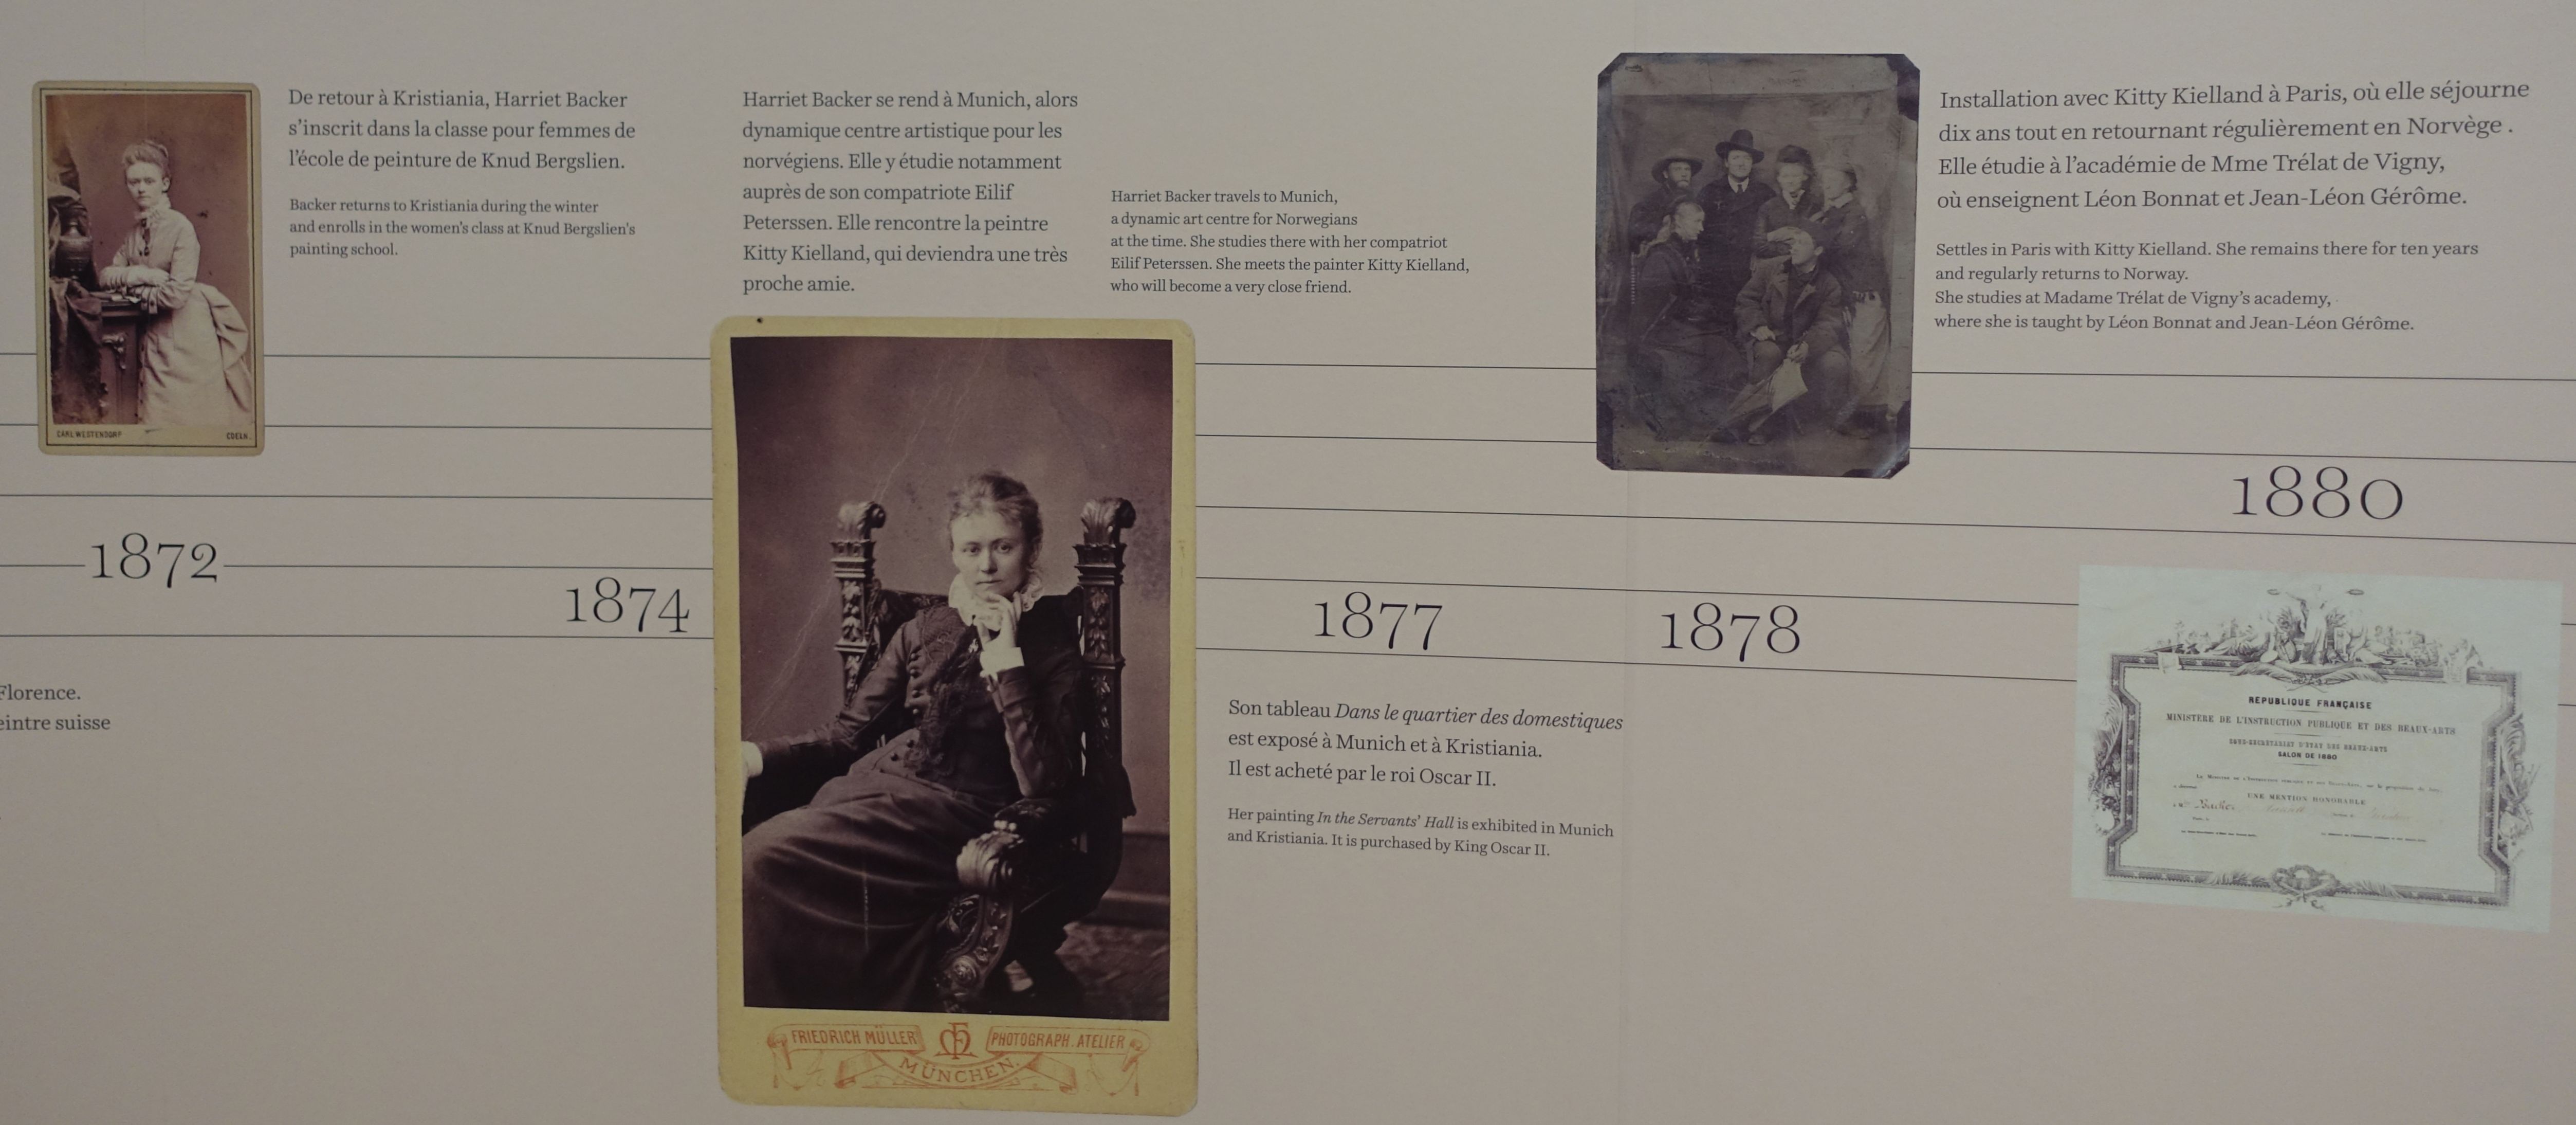 CARL WESTENDORP
COELN.
De retour à Kristiania, Harriet Backer
s'inscrit dans la classe pour femmes de
l'école de peinture de Knud Bergslien.
Backer returns to Kristiania during the winter
and enrolls in the women's class at Knud Bergslien's
painting school.
1872
Florence.
eintre suisse
Harriet Backer se rend à Munich, alors
dynamique centre artistique pour les
norvégiens. Elle y étudie notamment
auprès de son compatriote Eilif
Peterssen. Elle rencontre la peintre
Kitty Kielland, qui deviendra une très
proche amie.
Harriet Backer travels to Munich,
a dynamic art centre for Norwegians
at the time. She studies there with her compatriot
Eilif Peterssen. She meets the painter Kitty Kielland,
who will become a very close friend.
1874
FRIEDRICH MÜLLER
PHOTOGRAPH. ATELIER
MÜNCHEN.
1877
Son tableau Dans le quartier des domestiques
est exposé à Munich et à Kristiania.
Il est acheté par le roi Oscar II.
Her painting In the Servants' Hall is exhibited in Munich
and Kristiania. It is purchased by King Oscar II.
1878
Installation avec Kitty Kielland à Paris, où elle séjourne
dix ans tout en retournant régulièrement en Norvège .
Elle étudie à l'académie de Mme Trélat de Vigny,
où enseignent Léon Bonnat et Jean-Léon Gérôme.
Settles in Paris with Kitty Kielland. She remains there for ten years
and regularly returns to Norway.
She studies at Madame Trélat de Vigny's academy,
where she is taught by Léon Bonnat and Jean-Léon Gérôme.
1880
REPUBLIQUE FRANÇAISE
MINISTERE DE L'INSTRUCTION PUBLIQUE ET DES BEAUX-ARTS
SOUS-SECRETARIAT D'ETAT DES BEAUX-ARTS
SALON DE 1880
UNE MENTION HONORABLE
Backer